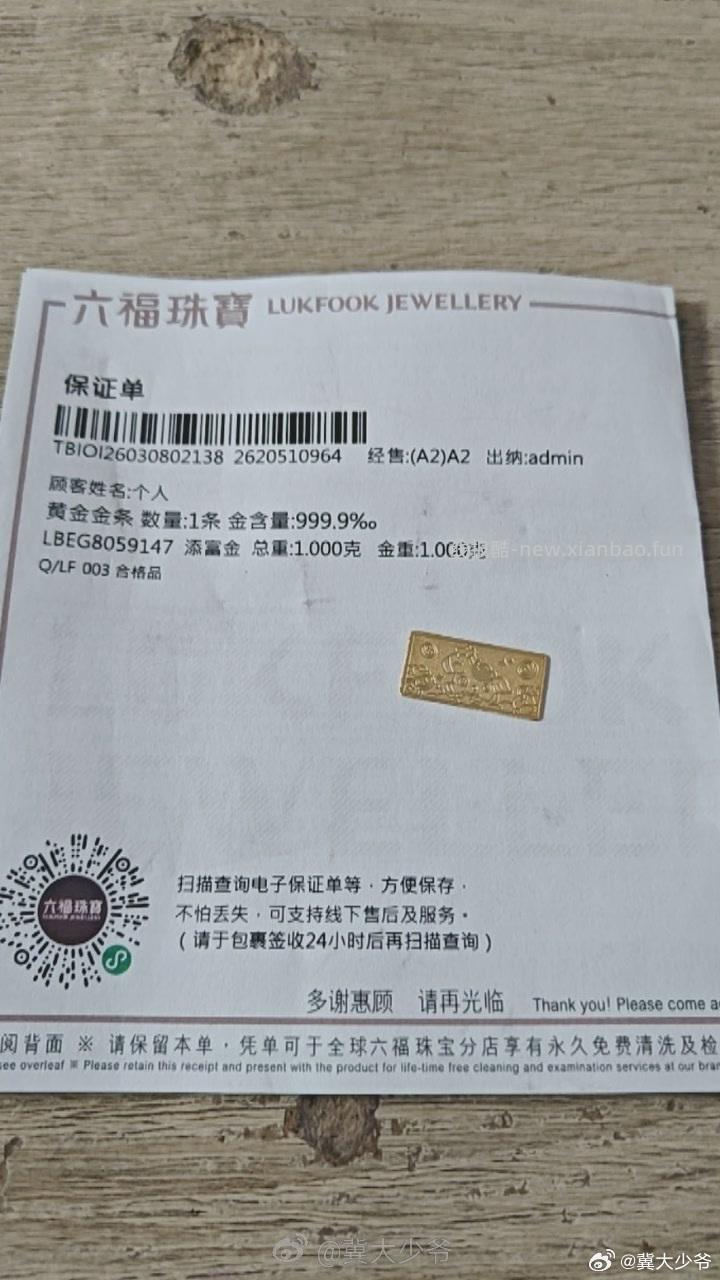 六福珠寶 LUKFOOK JEWELLERY
保证单
TBIOI26030802138 2620510964 经售:(A2)A2 出纳:admin
顾客姓名:个人
黄金金条 数量:1条 金含量:999.9‰
LBEG8059147 添富金 总重:1.000克 金重:1.00
-new.xianbao.fun
Q/LF 003 合格品
六福珠寶
LUKFOOK JEWELLERY
扫描查询电子保证单等，方便保存，
不怕丢失，可支持线下售后及服务。
（请于包裹签收24小时后再扫描查询）
多谢惠顾 请再光临 Thank you! Please come a
阅背面 ※ 请保留本单，凭单可于全球六福珠宝分店享有永久免费清洗及检
see overleaf ※ Please retain this receipt and present with the product for life-time free cleaning and examination services at our bran
@冀大少爷
@冀大少爷